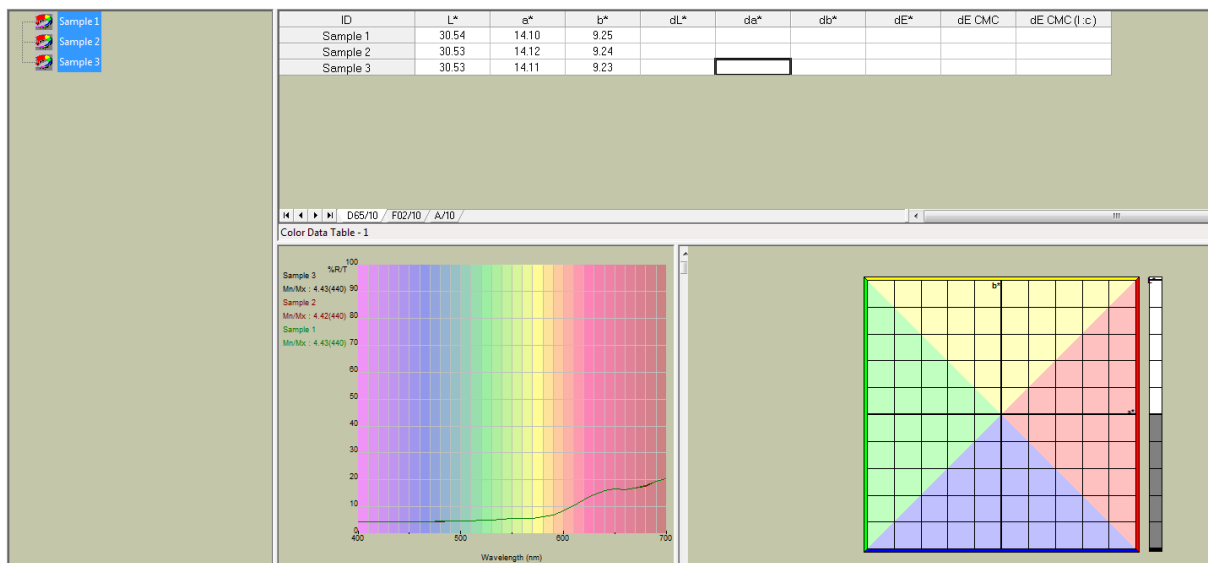 Sample 1
Sample 2
Sample 3
ID L* a* b* dL* da* db* dE* dE CMC dE CMC (l :c)
Sample 1 30.54 14.10 9.25
Sample 2 30.53 14.12 9.24
Sample 3 30.53 14.11 9.23
D65/10 F02/10 A/10
Color Data Table - 1
%R/T
Sample 3
Mn/Mx : 4.43(440)
Sample 2
Mn/Mx : 4.42(440)
Sample 1
Mn/Mx : 4.43(440)
100
90
80
70
60
50
40
30
20
10
0
400 500 600 700
Wavelength (nm)
b*
a*